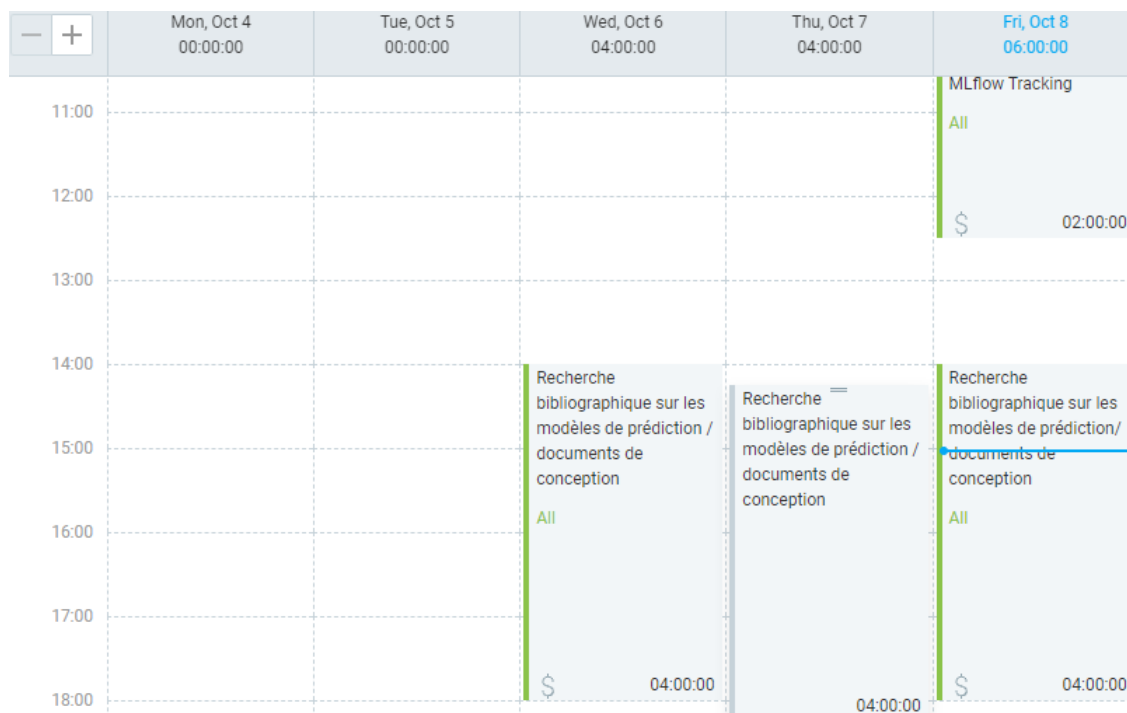 Mon, Oct 4
00:00:00
Tue, Oct 5
00:00:00
Wed, Oct 6
04:00:00
Thu, Oct 7
04:00:00
Fri, Oct 8
06:00:00
11:00
12:00
13:00
14:00
15:00
16:00
17:00
18:00
Recherche
bibliographique sur les
modèles de prédiction /
documents de
conception
All
$ 04:00:00
Recherche
bibliographique sur les
modèles de prédiction /
documents de
conception
04:00:00
MLflow Tracking
All
$ 02:00:00
Recherche
bibliographique sur les
modèles de prédiction/
documents de
conception
All
$ 04:00:00